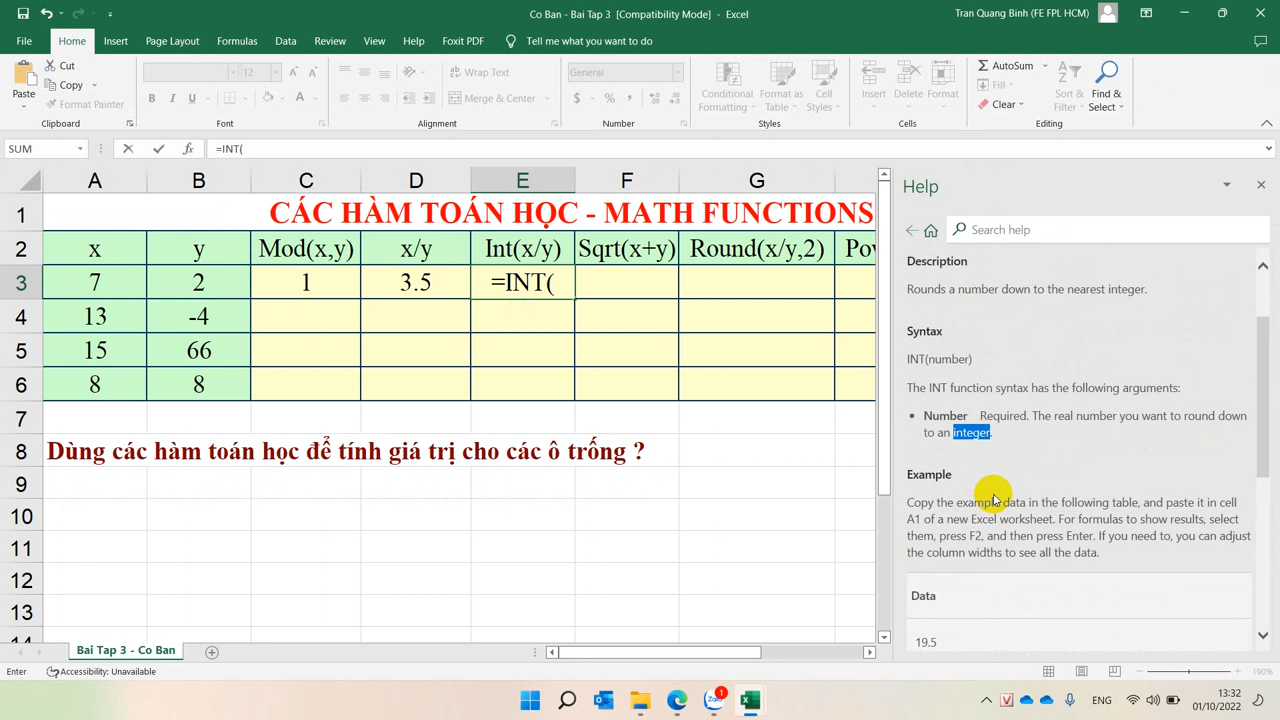 Co Ban - Bai Tap 3 [Compatibility Mode] - Excel
Tran Quang Binh (FE FPL HCM)
File Home Insert Page Layout Formulas Data Review View Help Foxit PDF Tell me what you want to do
Paste
Cut
Copy
Format Painter
Clipboard
12
B I U A
Font
Wrap Text
Merge & Center
Alignment
General
$ % ,
Number
Conditional Formatting
Format as Table
Cell Styles
Styles
Insert Delete Format
Cells
AutoSum
Fill
Clear
Sort & Filter
Find & Select
Editing
SUM
fx
=INT(
A B C D E F G
1 CÁC HÀM TOÁN HỌC - MATH FUNCTIONS
2 x y Mod(x,y) x/y Int(x/y) Sqrt(x+y) Round(x/y,2) Pow
3 7 2 1 3.5 =INT(
4 13 -4
5 15 66
6 8 8
7
8 Dùng các hàm toán học để tính giá trị cho các ô trống ?
9
10
11
12
13
14
Help
Search help
Description
Rounds a number down to the nearest integer.
Syntax
INT(number)
The INT function syntax has the following arguments:
Number Required. The real number you want to round down
to an integer.
Example
Copy the example data in the following table, and paste it in cell
A1 of a new Excel worksheet. For formulas to show results, select
them, press F2, and then press Enter. If you need to, you can adjust
the column widths to see all the data.
Data
19.5
Bai Tap 3 - Co Ban
Enter
Accessibility: Unavailable
190%
Zalo
1
ENG
13:32
01/10/2022